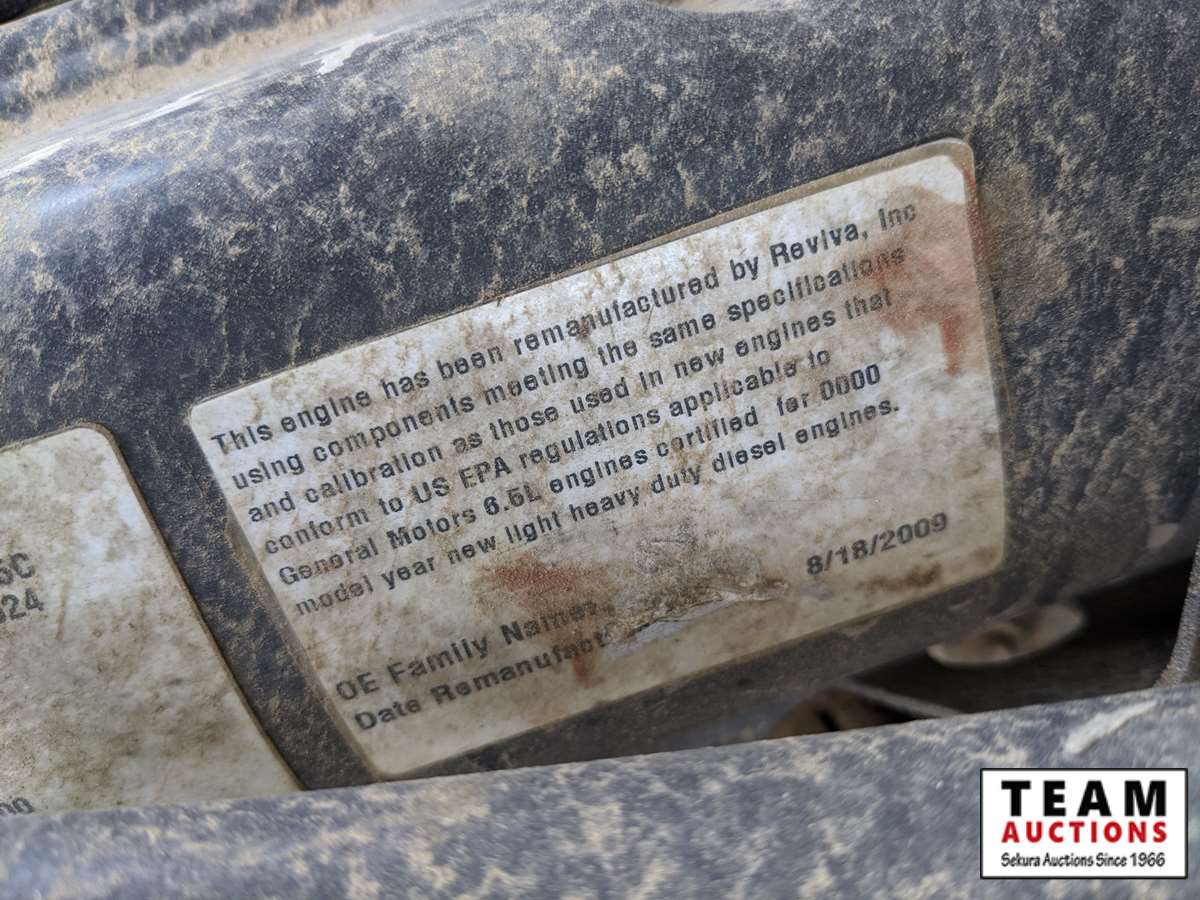 This engine has been remanufactured by Reviva, Inc
using components meeting the same specifications
and calibration as those used in new engines that
conform to US EPA regulations applicable to
General Motors 6.5L engines certified for 0000
model year new light heavy duty diesel engines.
OE Family Name:
Date Remanufact 8/18/2009
5C
324
00
TEAM
AUCTIONS
Sekura Auctions Since 1966